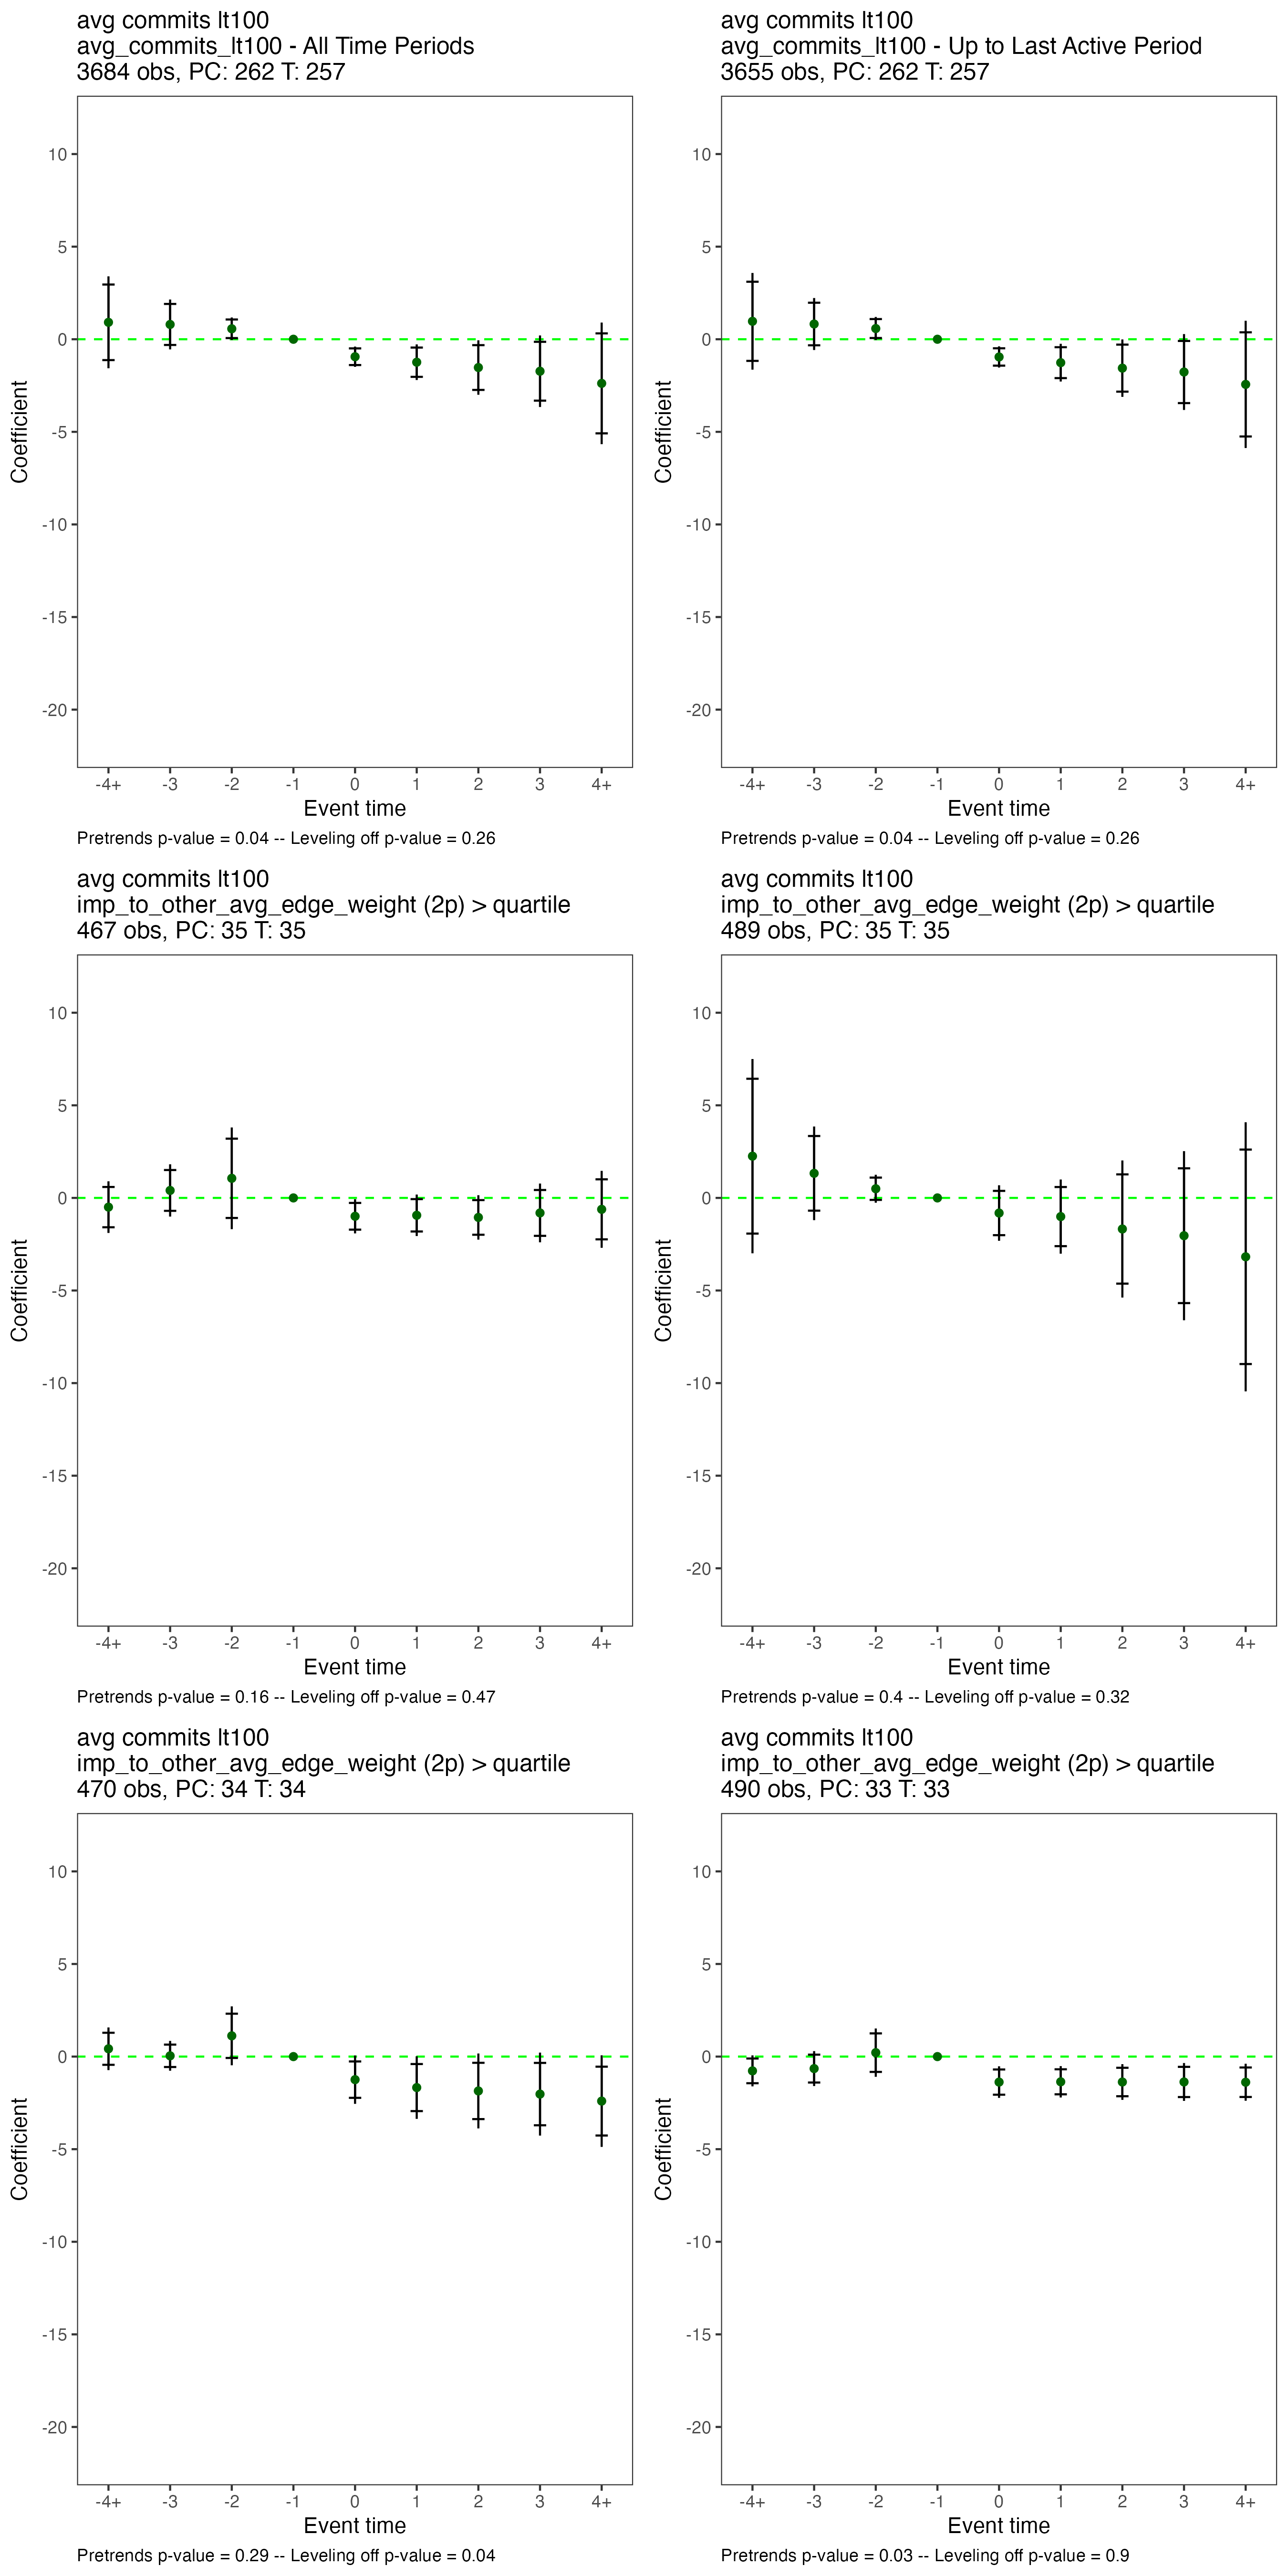 avg commits lt100
avg_commits_lt100 - All Time Periods
3684 obs, PC: 262 T: 257
10
5
0
-5
-10
-15
-20
Coefficient
-4+ -3 -2 -1 0 1 2 3 4+
Event time
Pretrends p-value = 0.04 -- Leveling off p-value = 0.26
avg commits lt100
avg_commits_lt100 - Up to Last Active Period
3655 obs, PC: 262 T: 257
10
5
0
-5
-10
-15
-20
Coefficient
-4+ -3 -2 -1 0 1 2 3 4+
Event time
Pretrends p-value = 0.04 -- Leveling off p-value = 0.26
avg commits lt100
imp_to_other_avg_edge_weight (2p) > quartile
467 obs, PC: 35 T: 35
10
5
0
-5
-10
-15
-20
Coefficient
-4+ -3 -2 -1 0 1 2 3 4+
Event time
Pretrends p-value = 0.16 -- Leveling off p-value = 0.47
avg commits lt100
imp_to_other_avg_edge_weight (2p) > quartile
489 obs, PC: 35 T: 35
10
5
0
-5
-10
-15
-20
Coefficient
-4+ -3 -2 -1 0 1 2 3 4+
Event time
Pretrends p-value = 0.4 -- Leveling off p-value = 0.32
avg commits lt100
imp_to_other_avg_edge_weight (2p) > quartile
470 obs, PC: 34 T: 34
10
5
0
-5
-10
-15
-20
Coefficient
-4+ -3 -2 -1 0 1 2 3 4+
Event time
Pretrends p-value = 0.29 -- Leveling off p-value = 0.04
avg commits lt100
imp_to_other_avg_edge_weight (2p) > quartile
490 obs, PC: 33 T: 33
10
5
0
-5
-10
-15
-20
Coefficient
-4+ -3 -2 -1 0 1 2 3 4+
Event time
Pretrends p-value = 0.03 -- Leveling off p-value = 0.9